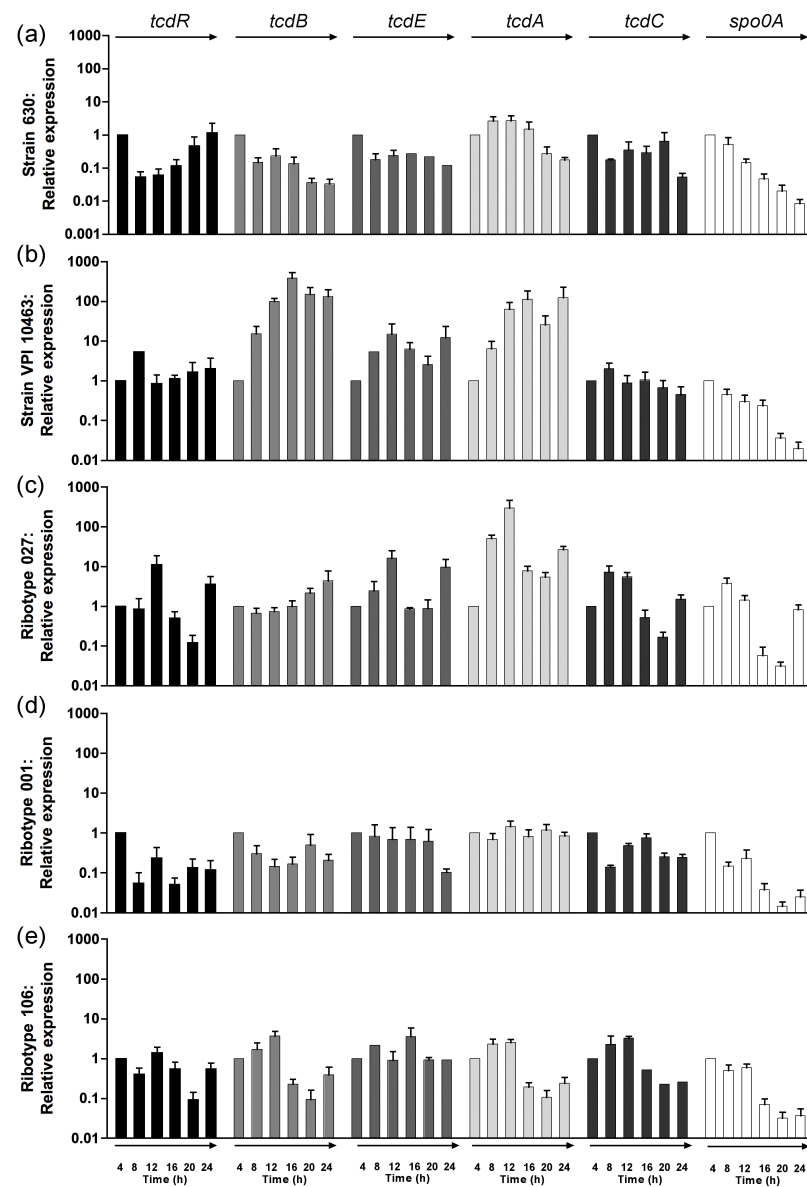 tcdR tcdB tcdE tcdA tcdC spo0A
(a)
Strain 630:
Relative expression
1000
100
10
1
0.1
0.01
0.001
(b)
Strain VPI 10463:
Relative expression
1000
100
10
1
0.1
0.01
(c)
Ribotype 027:
Relative expression
1000
100
10
1
0.1
0.01
(d)
Ribotype 001:
Relative expression
1000
100
10
1
0.1
0.01
(e)
Ribotype 106:
Relative expression
1000
100
10
1
0.1
0.01
4 8 12 16 20 24 4 8 12 16 20 24 4 8 12 16 20 24 4 8 12 16 20 24 4 8 12 16 20 24 4 8 12 16 20 24
Time (h) Time (h) Time (h) Time (h) Time (h) Time (h)